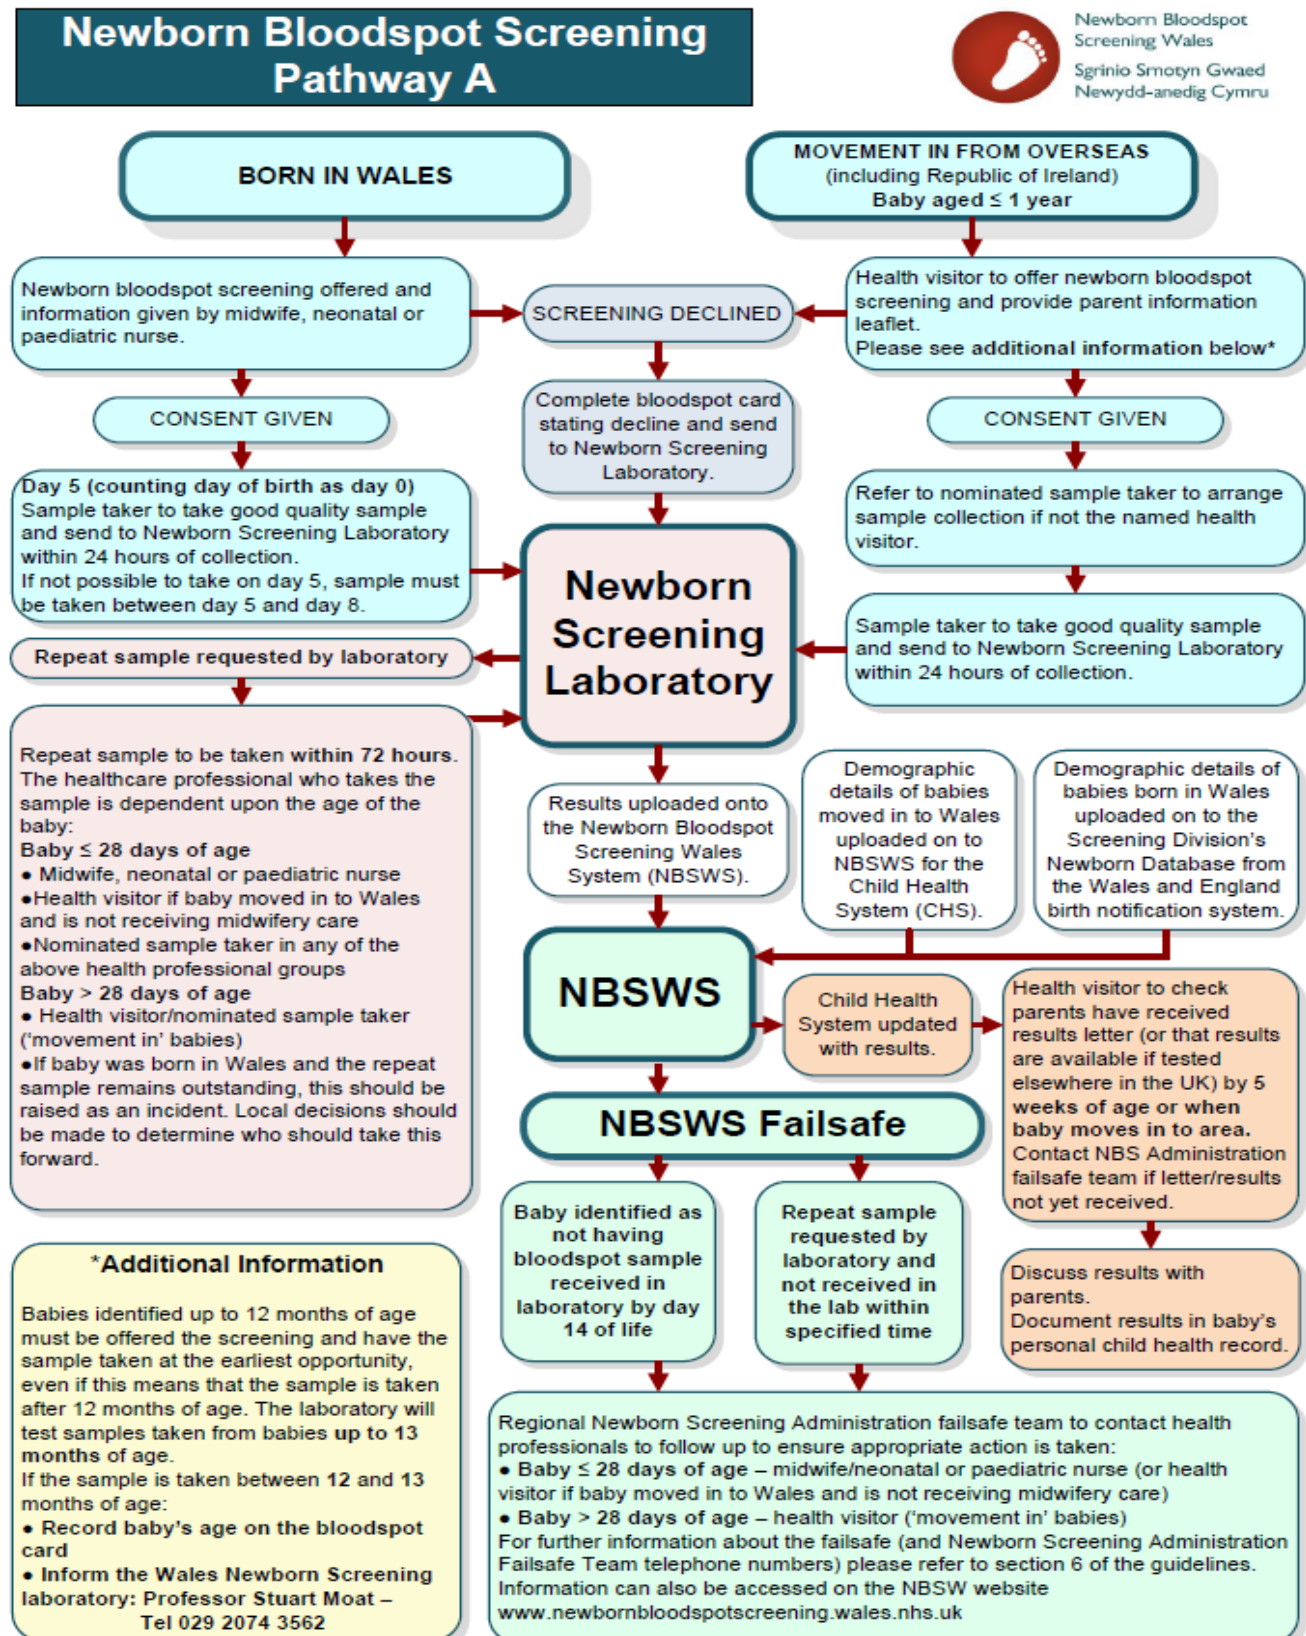 Newborn Bloodspot Screening
Pathway A
Newborn Bloodspot
Screening Wales
Sgrinio Smotyn Gwaed
Newydd-anedig Cymru
BORN IN WALES
MOVEMENT IN FROM OVERSEAS
(including Republic of Ireland)
Baby aged ≤ 1 year
Newborn bloodspot screening offered and
information given by midwife, neonatal or
paediatric nurse.
SCREENING DECLINED
Health visitor to offer newborn bloodspot
screening and provide parent information
leaflet.
Please see additional information below*
CONSENT GIVEN
Complete bloodspot card
stating decline and send
to Newborn Screening
Laboratory.
CONSENT GIVEN
Day 5 (counting day of birth as day 0)
Sample taker to take good quality sample
and send to Newborn Screening Laboratory
within 24 hours of collection.
If not possible to take on day 5, sample must
be taken between day 5 and day 8.
Newborn
Screening
Laboratory
Refer to nominated sample taker to arrange
sample collection if not the named health
visitor.
Sample taker to take good quality sample
and send to Newborn Screening Laboratory
within 24 hours of collection.
Repeat sample requested by laboratory
Repeat sample to be taken within 72 hours.
The healthcare professional who takes the
sample is dependent upon the age of the
baby:
Baby ≤ 28 days of age
● Midwife, neonatal or paediatric nurse
●Health visitor if baby moved in to Wales
and is not receiving midwifery care
●Nominated sample taker in any of the
above health professional groups
Baby > 28 days of age
● Health visitor/nominated sample taker
(‘movement in’ babies)
●If baby was born in Wales and the repeat
sample remains outstanding, this should be
raised as an incident. Local decisions should
be made to determine who should take this
forward.
Results uploaded onto
the Newborn Bloodspot
Screening Wales
System (NBSWS).
Demographic
details of babies
moved in to Wales
uploaded on to
NBSWS for the
Child Health
System (CHS).
Demographic details of
babies born in Wales
uploaded on to the
Screening Division’s
Newborn Database from
the Wales and England
birth notification system.
NBSWS
Child Health
System updated
with results.
Health visitor to check
parents have received
results letter (or that results
are available if tested
elsewhere in the UK) by 5
weeks of age or when
baby moves in to area.
Contact NBS Administration
failsafe team if letter/results
not yet received.
NBSWS Failsafe
Baby identified as
not having
bloodspot sample
received in
laboratory by day
14 of life
Repeat sample
requested by
laboratory and
not received in
the lab within
specified time
Discuss results with
parents.
Document results in baby’s
personal child health record.
*Additional Information
Babies identified up to 12 months of age
must be offered the screening and have the
sample taken at the earliest opportunity,
even if this means that the sample is taken
after 12 months of age. The laboratory will
test samples taken from babies up to 13
months of age.
If the sample is taken between 12 and 13
months of age:
● Record baby’s age on the bloodspot
card
● Inform the Wales Newborn Screening
laboratory: Professor Stuart Moat –
Tel 029 2074 3562
Regional Newborn Screening Administration failsafe team to contact health
professionals to follow up to ensure appropriate action is taken:
● Baby ≤ 28 days of age – midwife/neonatal or paediatric nurse (or health
visitor if baby moved in to Wales and is not receiving midwifery care)
● Baby > 28 days of age – health visitor (‘movement in’ babies)
For further information about the failsafe (and Newborn Screening Administration
Failsafe Team telephone numbers) please refer to section 6 of the guidelines.
Information can also be accessed on the NBSW website
www.newbornbloodspotscreening.wales.nhs.uk